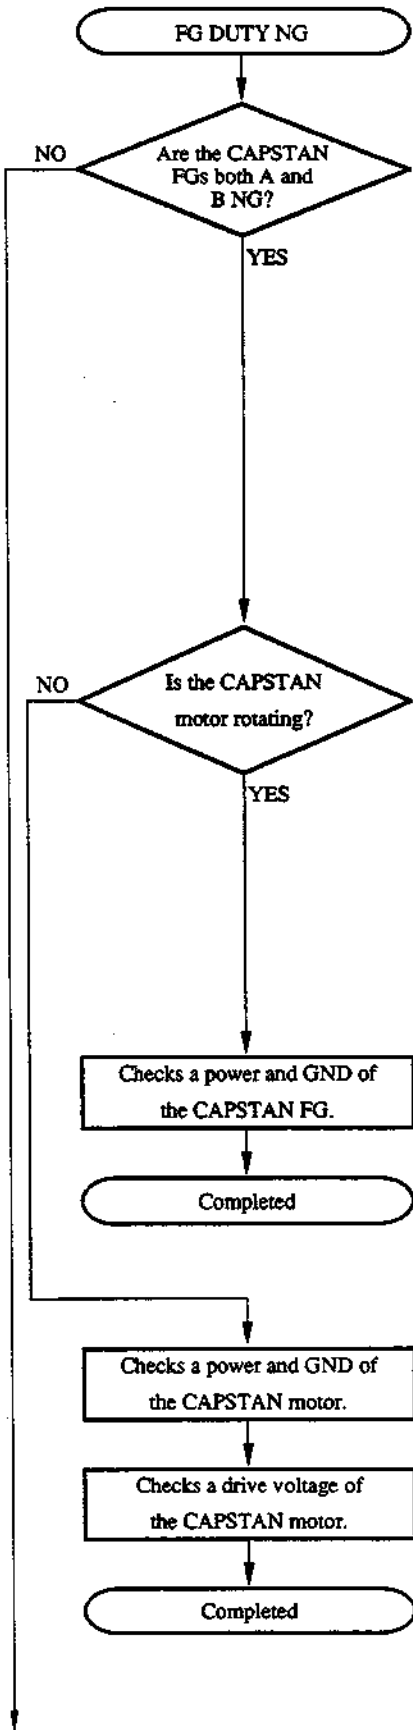 FG DUTY NG
NO
Are the CAPSTAN
FGs both A and
B NG?
YES
NO
Is the CAPSTAN
motor rotating?
YES
Checks a power and GND of
the CAPSTAN FG.
Completed
Checks a power and GND of
the CAPSTAN motor.
Checks a drive voltage of
the CAPSTAN motor.
Completed